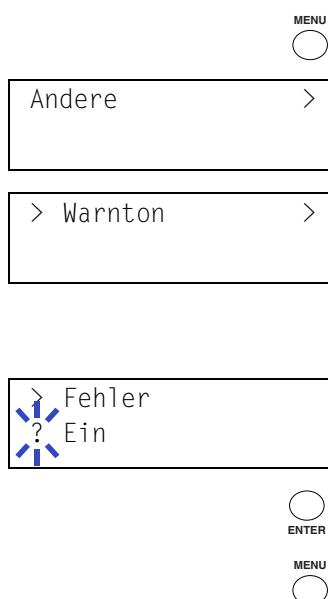 MENU
Andere >
> Warnton >
> Fehler
? Ein
ENTER
MENU